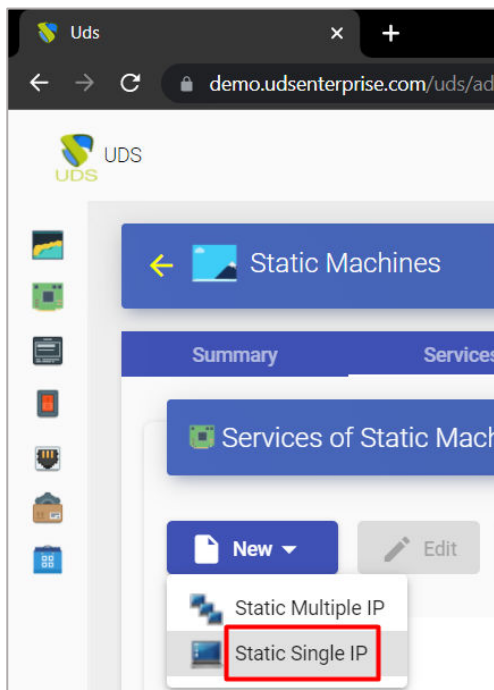 Uds
demo.udsenterprise.com/uds/ad
UDS
UDS
Static Machines
Summary Services
Services of Static Mach
New Edit
Static Multiple IP
Static Single IP